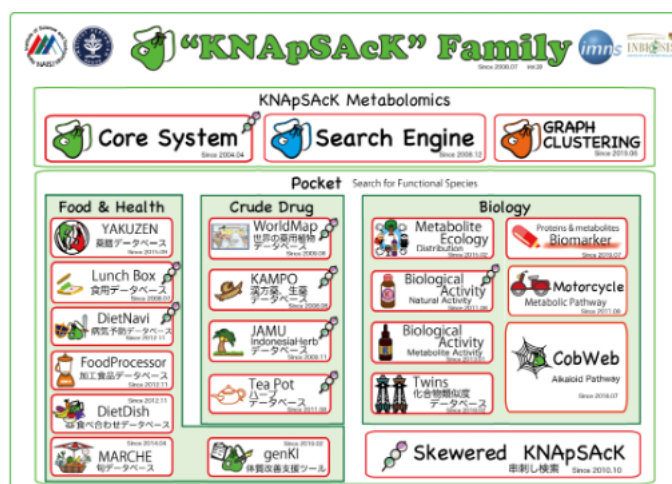 "KNApSAcK" Family
Since 2008.07
KNApSAcK Metabolomics
Core System
Since 2004.04
Search Engine
Since 2008.12
GRAPH
CLUSTERING
Pocket
Search for Functional Species
Food & Health
YAKUZEN
薬膳データベース
Lunch Box
食用データベース
DietNavi
病気予防データベース
Since 2012.11
FoodProcessor
加工食品データベース
Since 2012.11
Since 2012.11
DietDish
食べ合わせデータベース
MARCHE
旬データベース
Crude Drug
WorldMap
世界の薬用植物
データベース
KAMPO
漢方薬、生薬
データベース
JAMU
IndonesiaHerb
データベース
Tea Pot
ハーブ
データベース
genKI
体質改善支援ツール
Biology
Metabolite
Ecology
Distribution
Biological
Activity
Natural Activity
Biological
Activity
Metabolite Activity
Twins
化合物類似度
データベース
Proteins & metabolites
Biomarker
Motorcycle
Metabolic Pathway
CobWeb
Alkaloid Pathway
Skewered KNApSAcK
串刺し検索
Since 2010.10